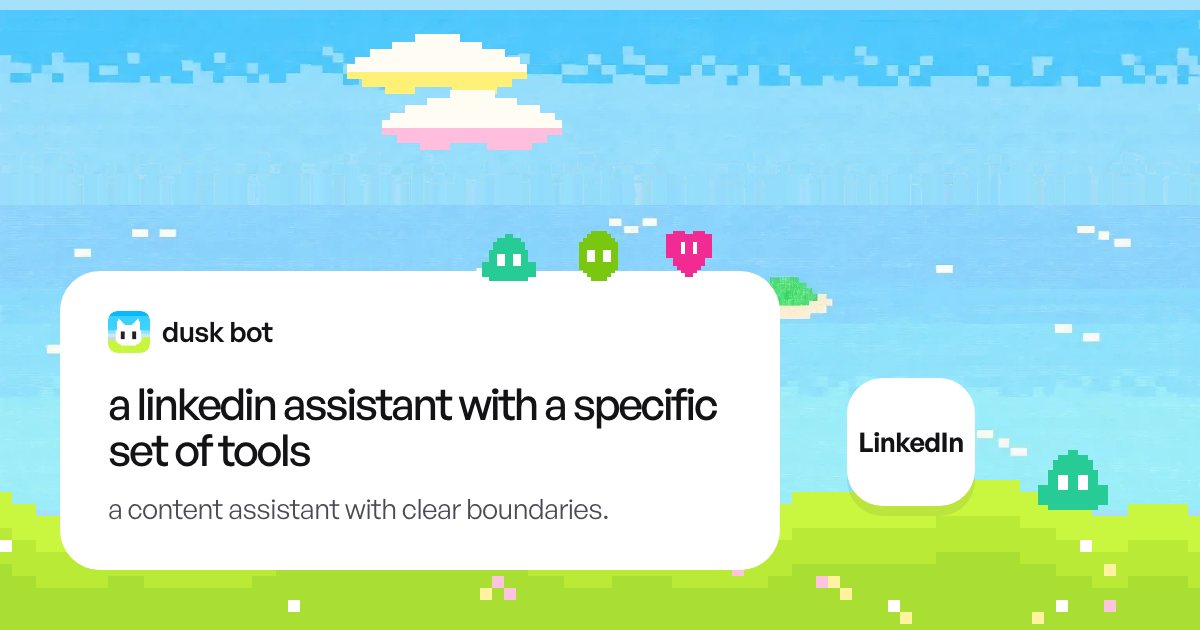 dusk bot
a linkedin assistant with a specific
set of tools
a content assistant with clear boundaries.
LinkedIn